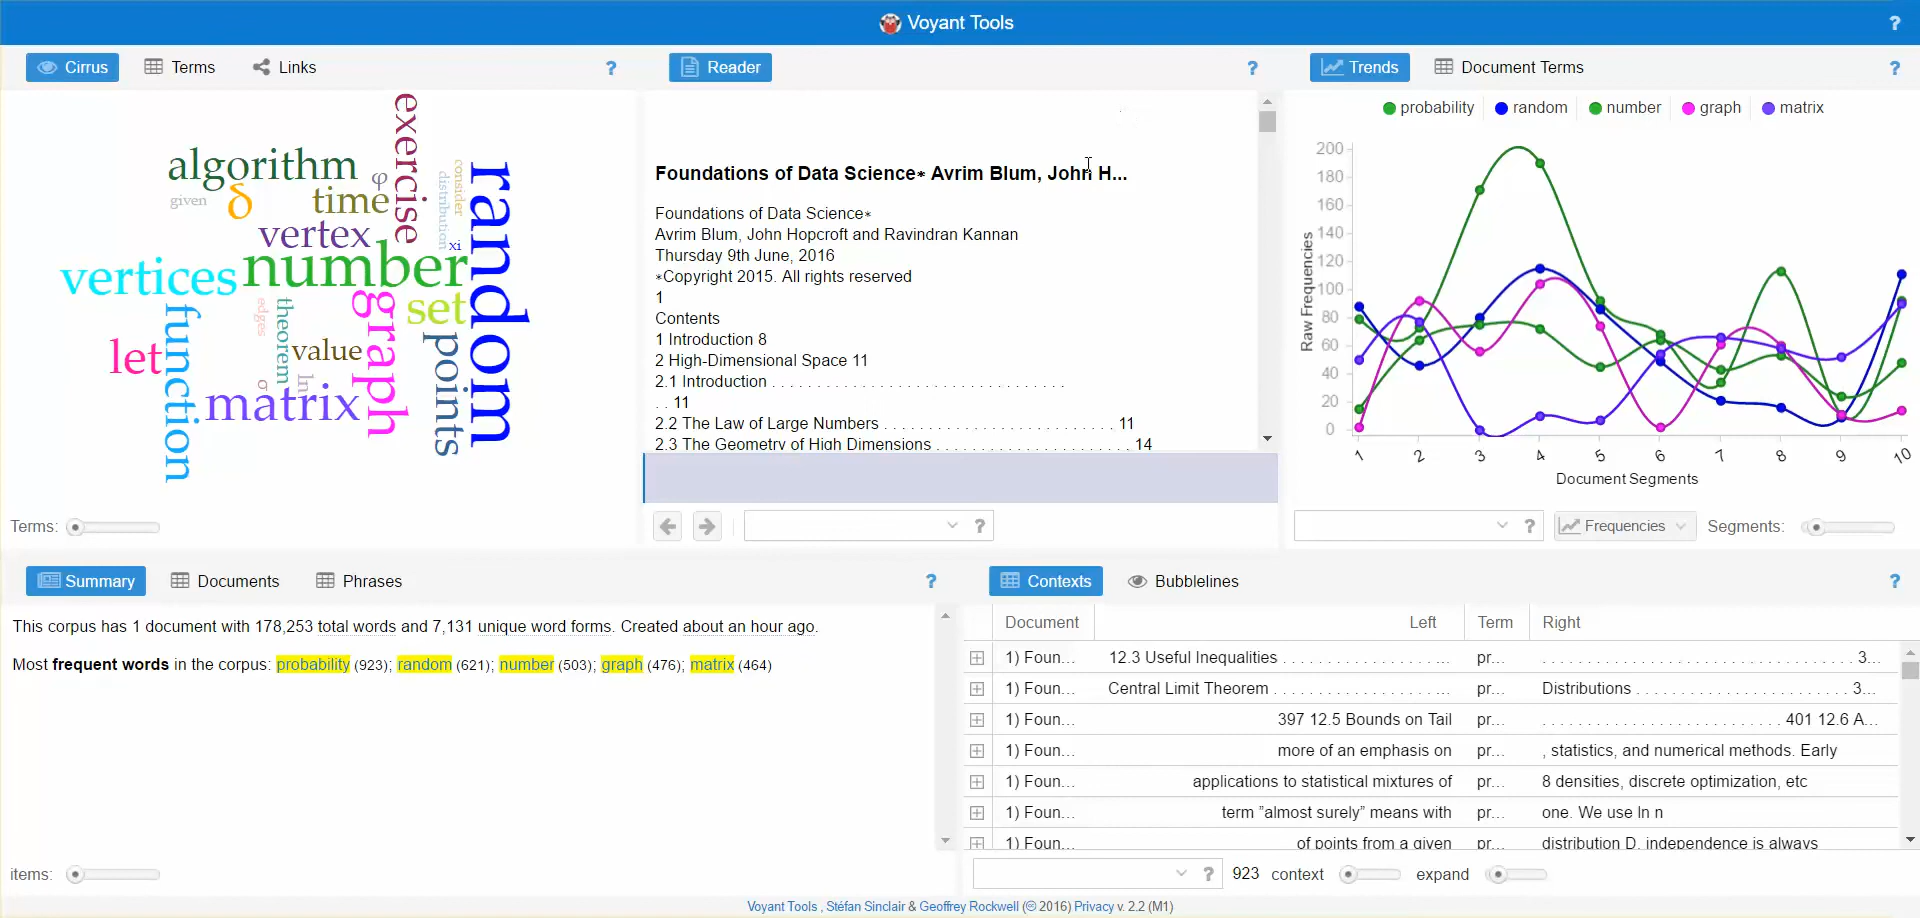 Voyant Tools
?
Cirrus
Terms
Links
?
exercise
algorithm
φ
consider
given
δ
time
distribution
random
vertex
xi
number
vertices
edges
theorem
graph
set
function
let
value
points
σ
ln
matrix
Terms:
Reader
?
Foundations of Data Science∗ Avrim Blum, John H...
Foundations of Data Science∗
Avrim Blum, John Hopcroft and Ravindran Kannan
Thursday 9th June, 2016
∗Copyright 2015. All rights reserved
1
Contents
1 Introduction 8
2 High-Dimensional Space 11
2.1 Introduction . . . . . . . . . . . . . . . . . . . . . . . . . . . . . . . . .
. . 11
2.2 The Law of Large Numbers . . . . . . . . . . . . . . . . . . . . . . . . . . 11
2.3 The Geometry of High Dimensions . . . . . . . . . . . . . . . . . . . . . . 14
?
Trends
Document Terms
?
probability
random
number
graph
matrix
Raw Frequencies
200
180
160
140
120
100
80
60
40
20
0
1 2 3 4 5 6 7 8 9 10
Document Segments
?
Frequencies
Segments:
Summary
Documents
Phrases
?
This corpus has 1 document with 178,253 total words and 7,131 unique word forms. Created about an hour ago.
Most frequent words in the corpus: probability (923); random (621); number (503); graph (476); matrix (464)
items:
Contexts
Bubblelines
?
Document Left Term Right
1) Foun... 12.3 Useful Inequalities . . . . . . . . . . . . . . . . . ... pr... . . . . . . . . . . . . . . . . . . . . . . . . . . . . . . . . . . . 3...
1) Foun... Central Limit Theorem . . . . . . . . . . . . . . . . . . ... pr... Distributions . . . . . . . . . . . . . . . . . . . . . . . . 3...
1) Foun... 397 12.5 Bounds on Tail pr... . . . . . . . . . . . . . . . . . . . . . . . . . . . 401 12.6 A...
1) Foun... more of an emphasis on pr... , statistics, and numerical methods. Early
1) Foun... applications to statistical mixtures of pr... 8 densities, discrete optimization, etc
1) Foun... term ”almost surely” means with pr... one. We use ln n
1) Foun... of points from a given pr... distribution D, independence is always
? 923 context expand
Voyant Tools , Stéfan Sinclair & Geoffrey Rockwell (© 2016) Privacy v. 2.2 (M1)